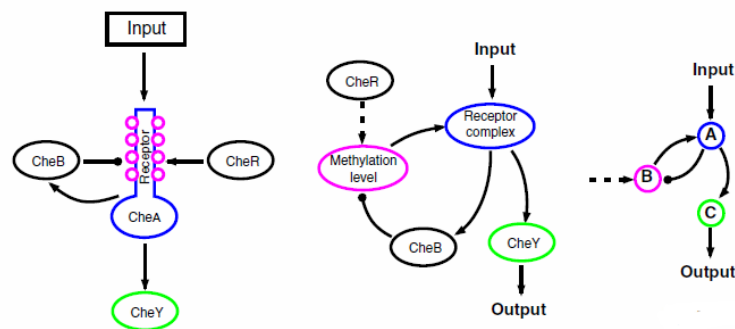 Input
Receptor
CheB
CheR
CheA
CheY
CheR
Input
Receptor
complex
Methylation
level
CheB
CheY
Output
Input
A
B
C
Output